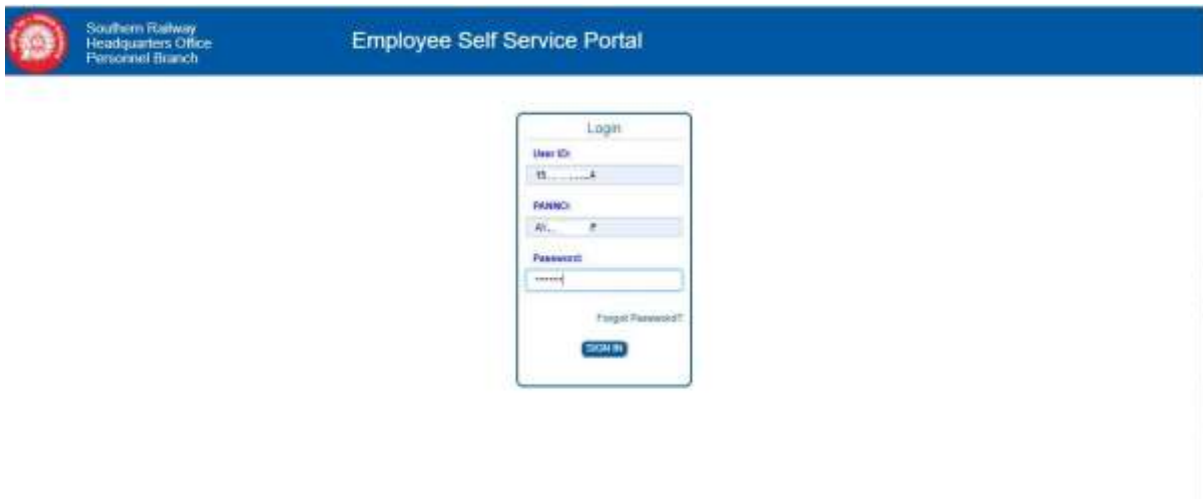 Southern Railway
Headquarters Office
Personnel Branch
Employee Self Service Portal
Login
User ID:
15..........A
PANNO:
Password:
*******
Forgot Password?
SIGN IN